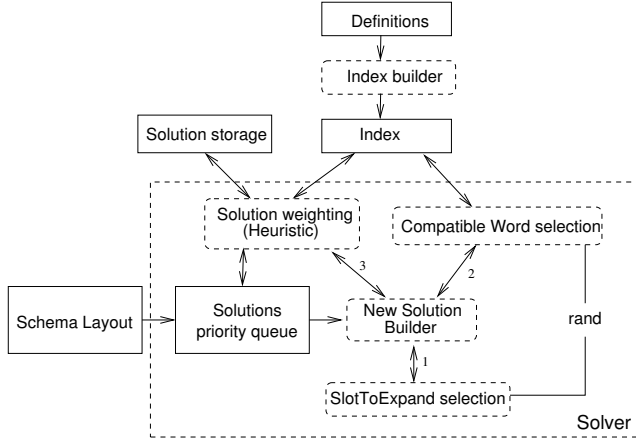 Definitions
Index builder
Solution storage
Index
Solution weighting
(Heuristic)
Compatible Word selection
3
2
Schema Layout
Solutions
priority queue
New Solution
Builder
rand
1
SlotToExpand selection
Solver